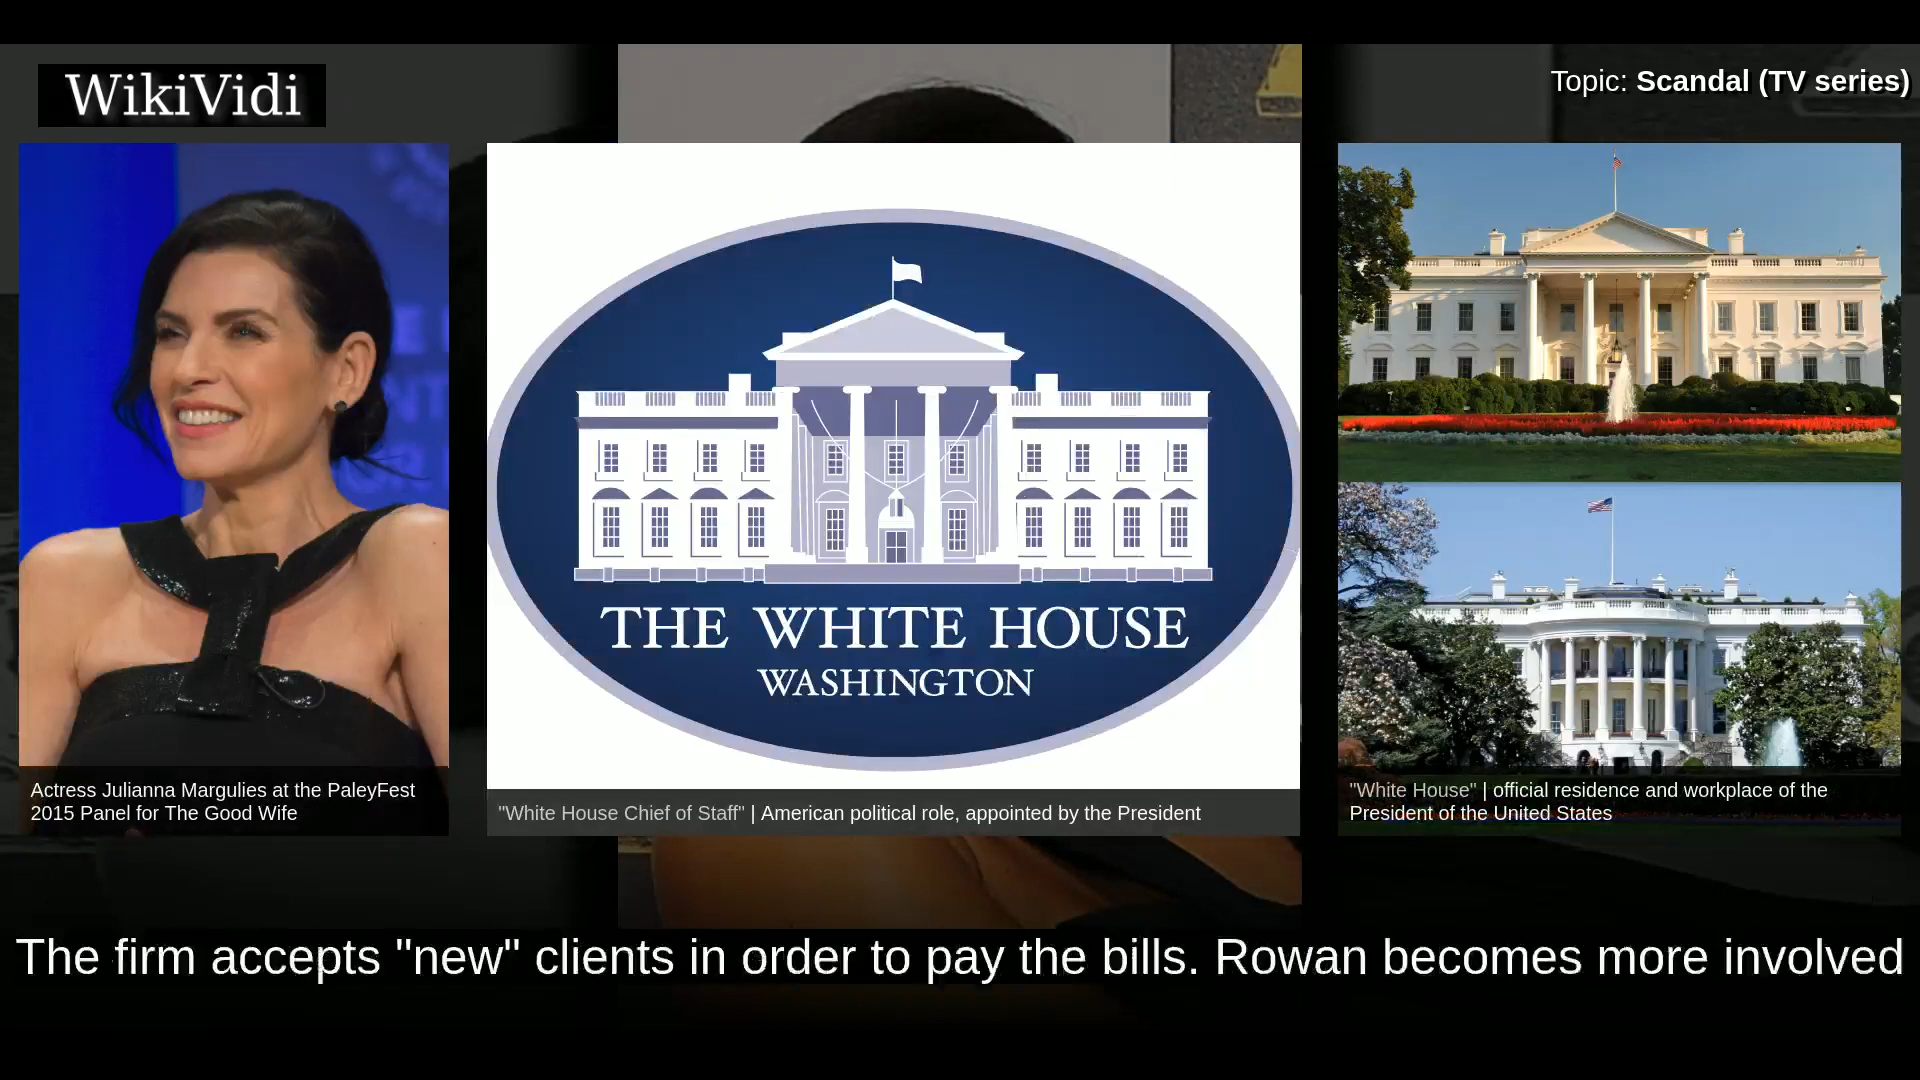 WikiVidi
Topic: Scandal (TV series)
THE WHITE HOUSE
WASHINGTON
Actress Julianna Margulies at the PaleyFest
2015 Panel for The Good Wife
"White House Chief of Staff" | American political role, appointed by the President
"White House" | official residence and workplace of the
President of the United States
The firm accepts "new" clients in order to pay the bills. Rowan becomes more involved